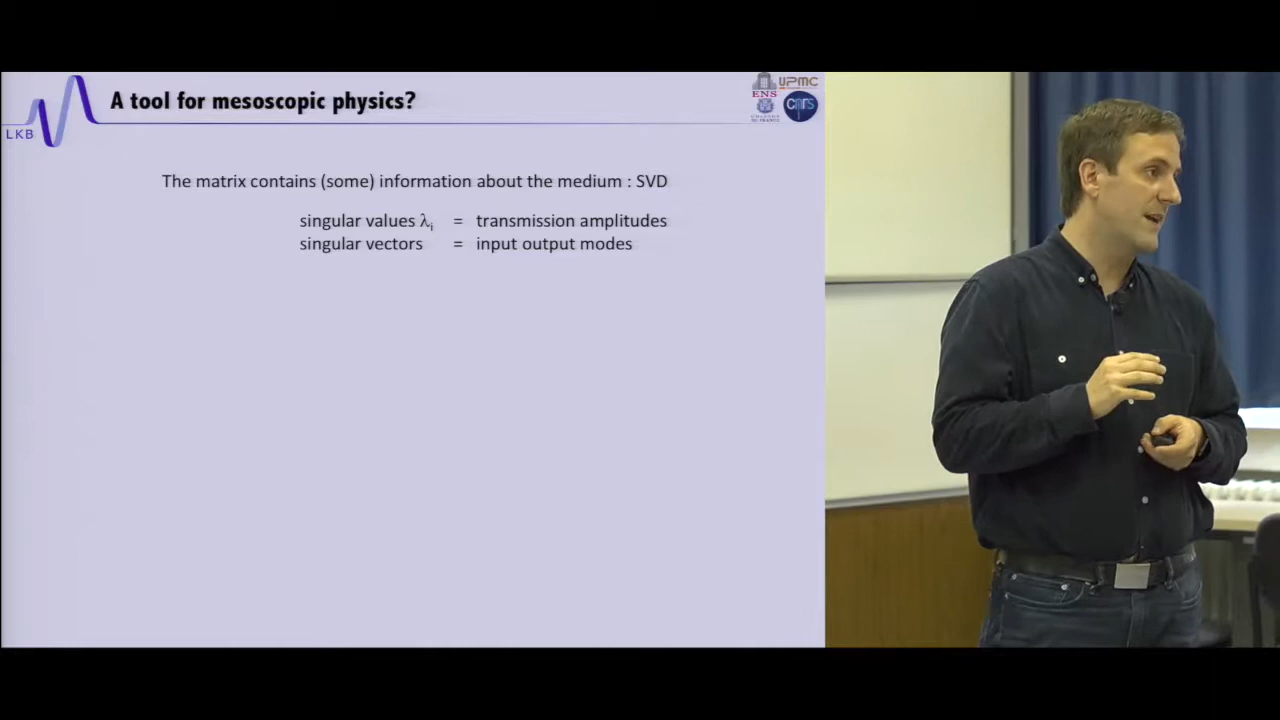 A tool for mesoscopic physics?
LKB
ENS
UPMC
cnrs
The matrix contains (some) information about the medium : SVD
singular values λi = transmission amplitudes
singular vectors = input output modes